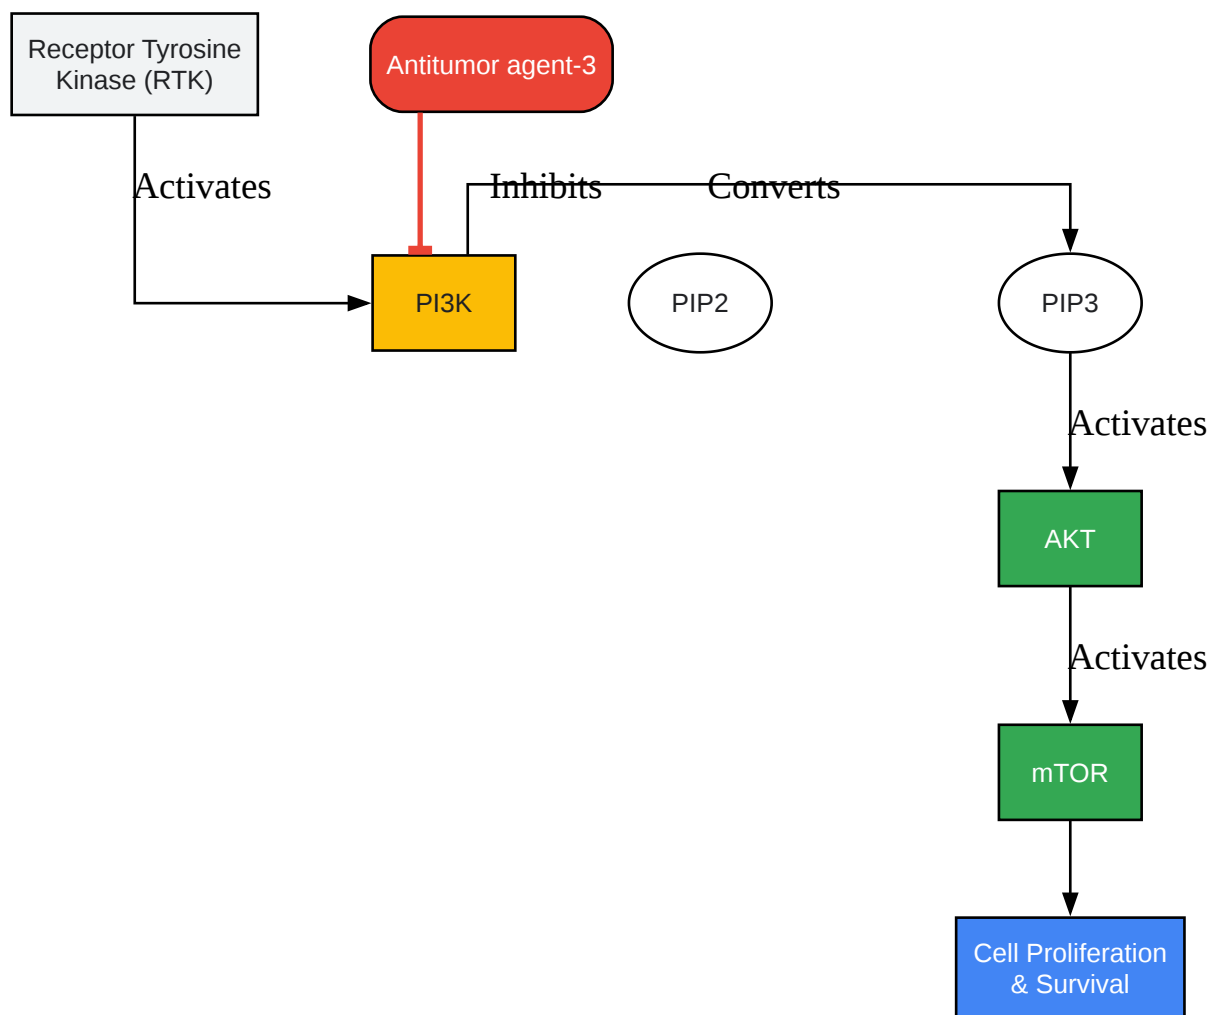 Receptor Tyrosine
Kinase (RTK)
Antitumor agent-3
Activates
Inhibits
Converts
PI3K
PIP2
PIP3
Activates
AKT
Activates
mTOR
Cell Proliferation
& Survival